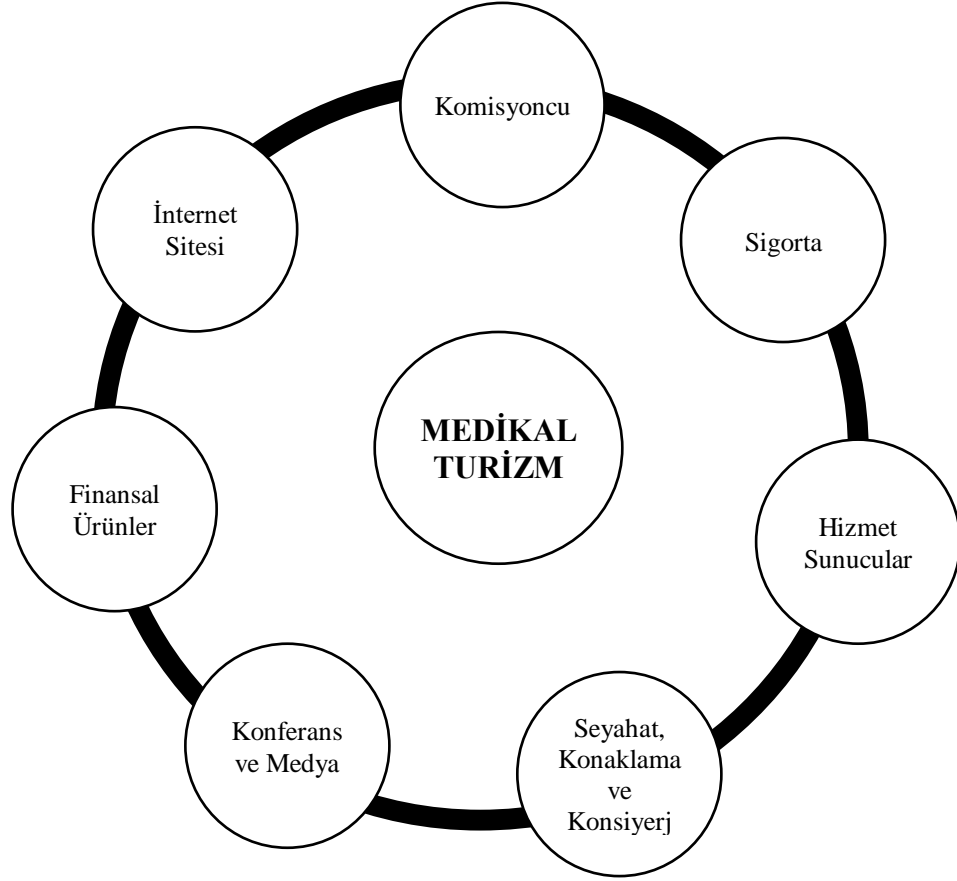 Komisyoncu
İnternet
Sitesi
Sigorta
MEDİKAL
TURİZM
Finansal
Ürünler
Hizmet
Sunucular
Konferans
ve Medya
Seyahat,
Konaklama
ve
Konsiyerj